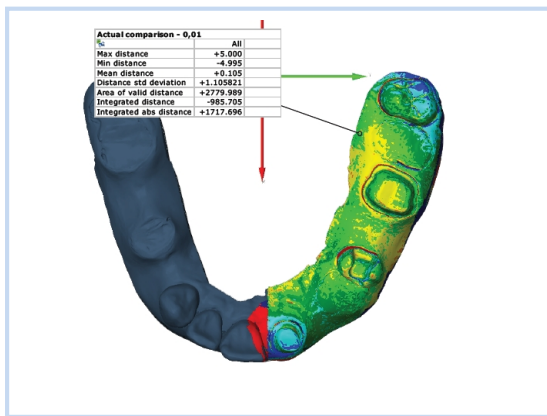 Actual comparison - 0,01
All
Max distance +5.000
Min distance -4.995
Mean distance +0.105
Distance std deviation +1.105821
Area of valid distance +2779.989
Integrated distance -985.705
Integrated abs distance +1717.696